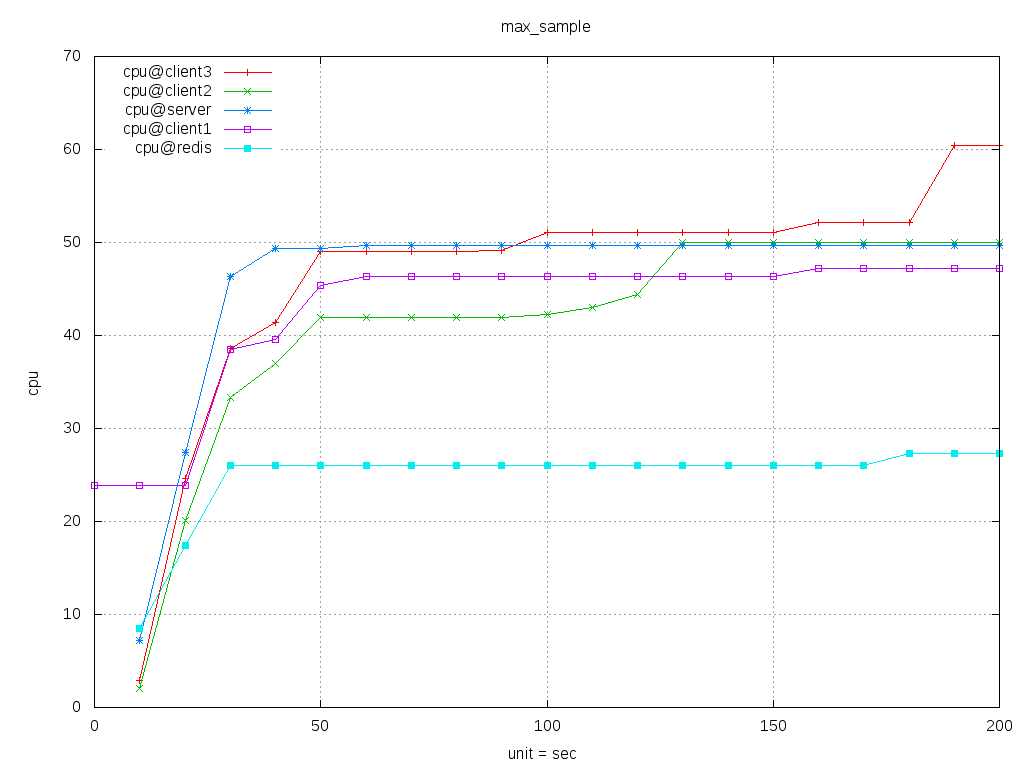 max_sample
70
60
50
40
30
20
10
0
cpu@client3
cpu@client2
cpu@server
cpu@client1
cpu@redis
cpu
0 50 100 150 200
unit = sec